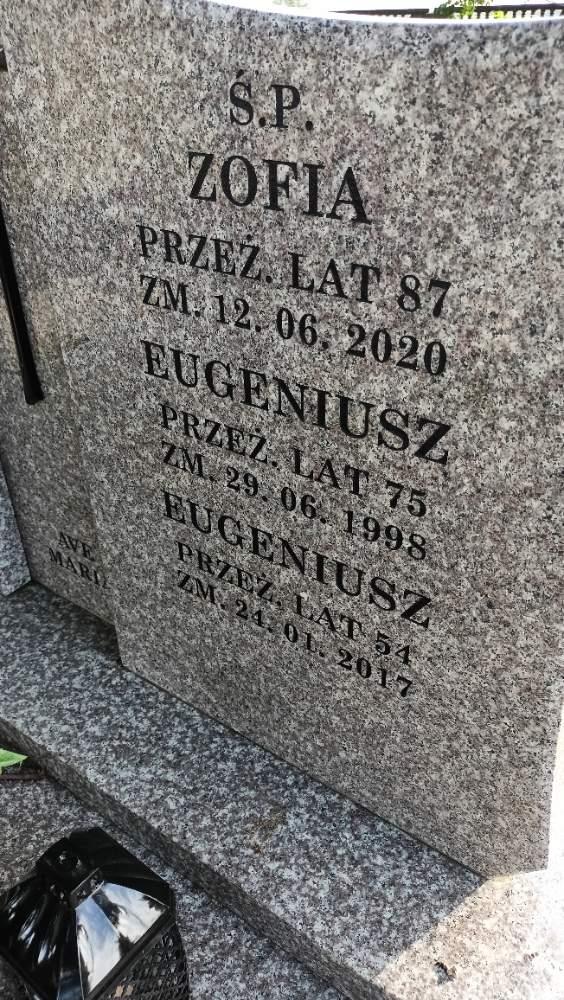 Ś.P.
ZOFIA
PRZEŻ. LAT 87
ZM. 12. 06. 2020
EUGENIUSZ
PRZEŻ. LAT 75
ZM. 29. 06. 1998
EUGENIUSZ
PRZEŻ. LAT 54
ZM. 24. 01. 2017
AVE